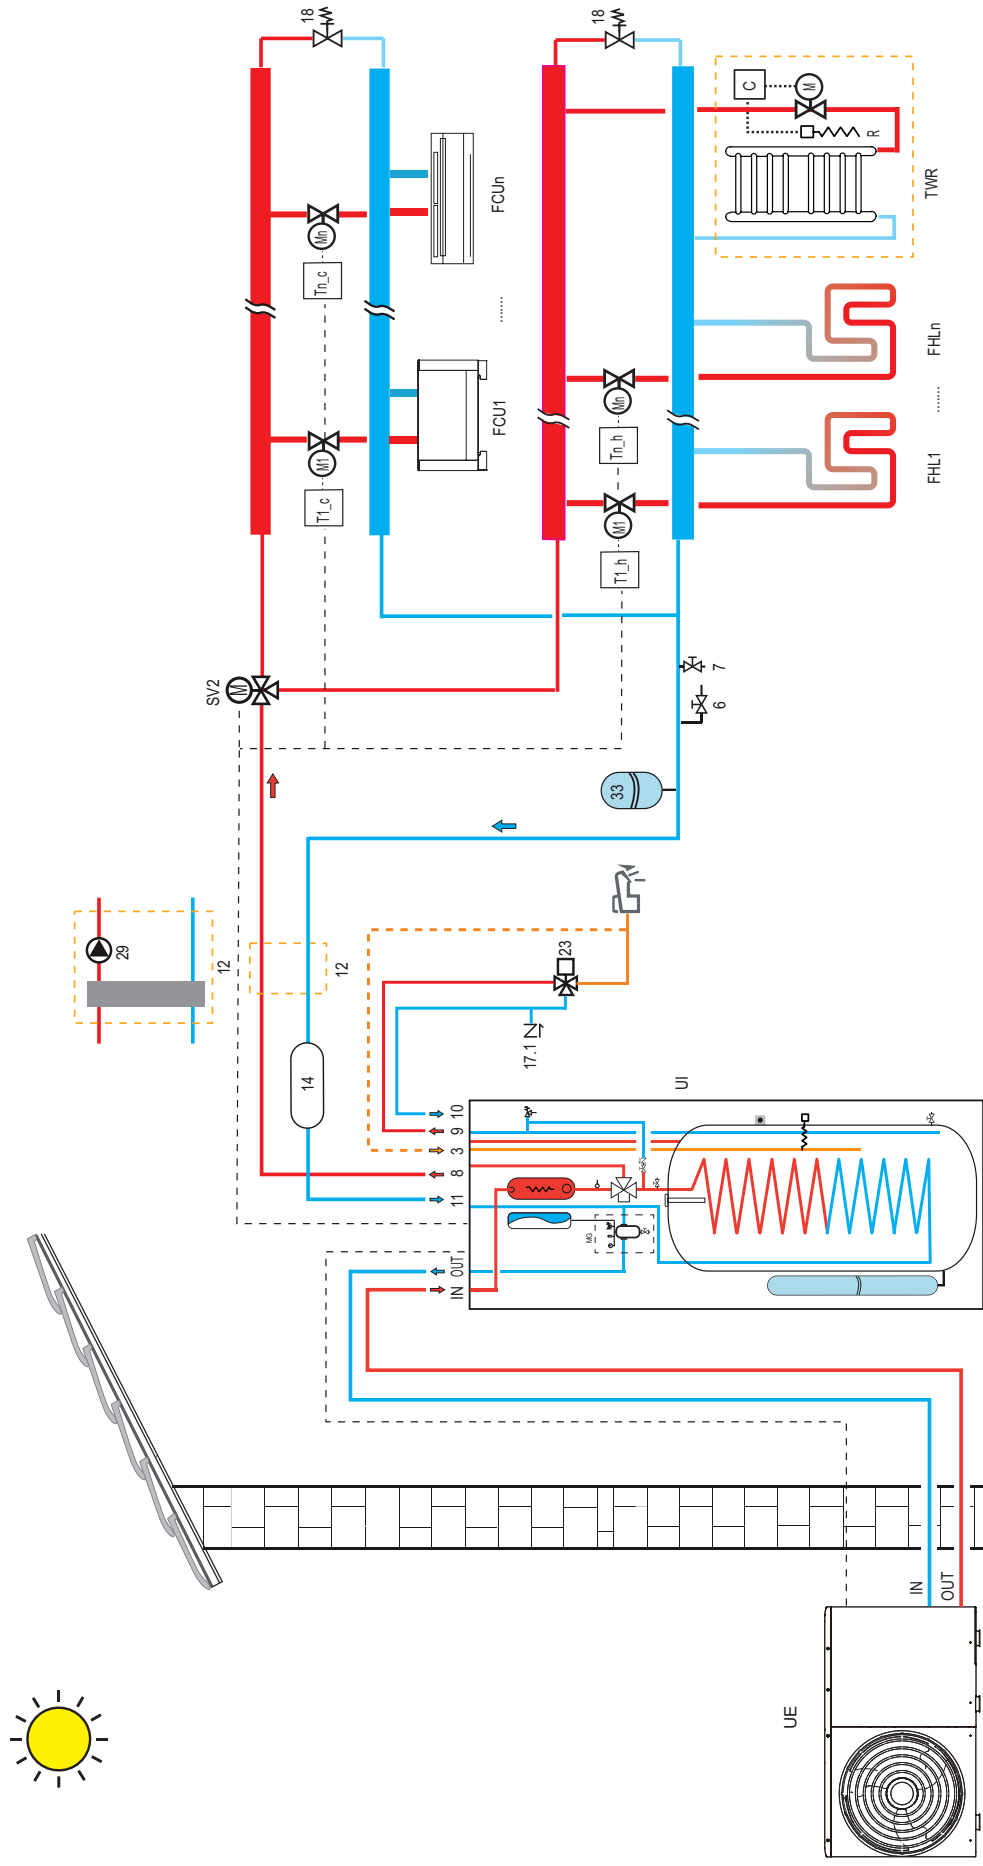 18
18
C
M
R
TWR
FCUn
Mn
Tn_c
FCU1
M1
T1_c
Mn
Tn_h
M1
T1_h
FHLn
FHL1
SV2
M
7
6
33
29
12
12
14
23
17.1
UI
10
9
3
8
11
OUT
IN
MG
IN
OUT
UE